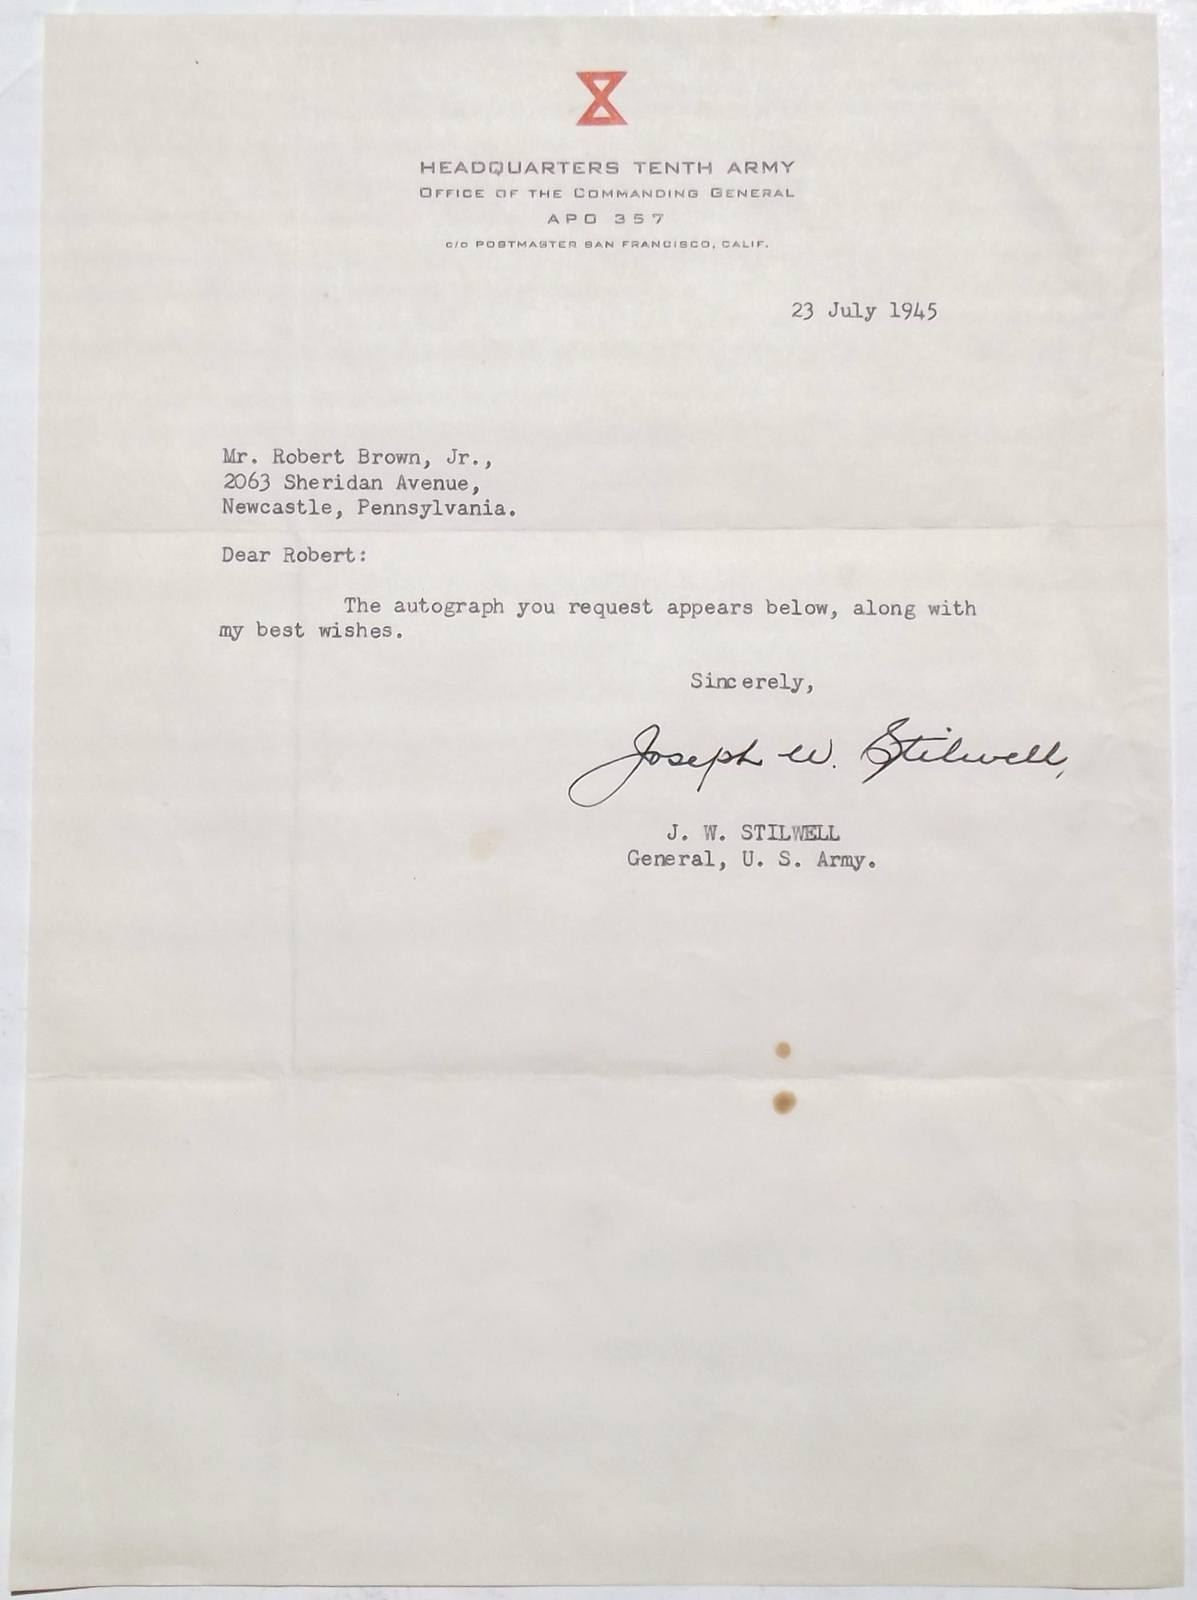 HEADQUARTERS TENTH ARMY
OFFICE OF THE COMMANDING GENERAL
APO 357
c/o POSTMASTER SAN FRANCISCO, CALIF.
23 July 1945
Mr. Robert Brown, Jr.,
2063 Sheridan Avenue,
Newcastle, Pennsylvania.
Dear Robert:
The autograph you request appears below, along with
my best wishes.
Sincerely,
Joseph W. Stilwell,
J. W. STILWELL
General, U. S. Army.